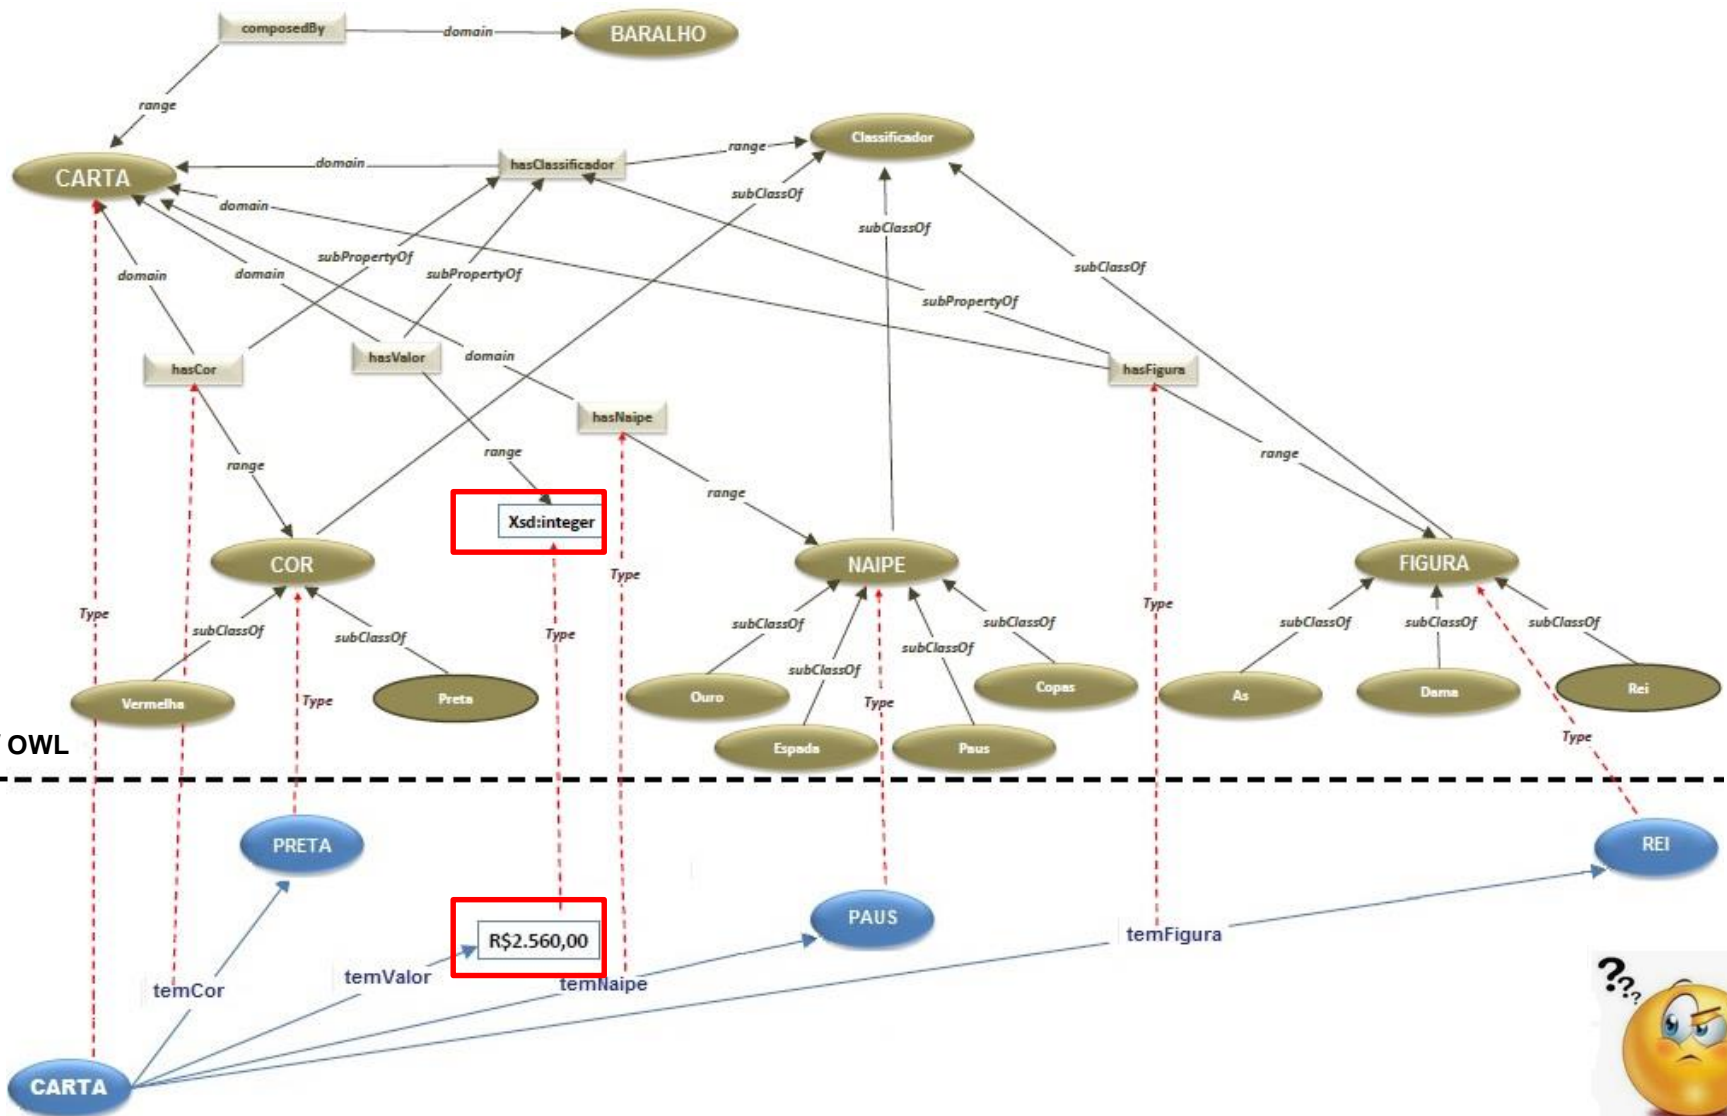 composedBy
domain
BARALHO
range
Classificador
range
hasClassificador
domain
CARTA
subClassOf
domain
subClassOf
subPropertyOf
domain
domain
subPropertyOf
subClassOf
subPropertyOf
hasCor
hasValor
domain
hasFigura
hasNaipe
range
range
range
range
Xsd:integer
COR
NAIPE
FIGURA
Type
Type
Type
Type
subClassOf
subClassOf
subClassOf
subClassOf
subClassOf
subClassOf
subClassOf
subClassOf
subClassOf
Vermelha
Type
Preta
Ouro
Type
Copas
As
Dama
Rei
OWL
Espada
Paus
Type
PRETA
REI
PAUS
R$2.560,00
temFigura
temCor
temValor
temNaipe
CARTA
???